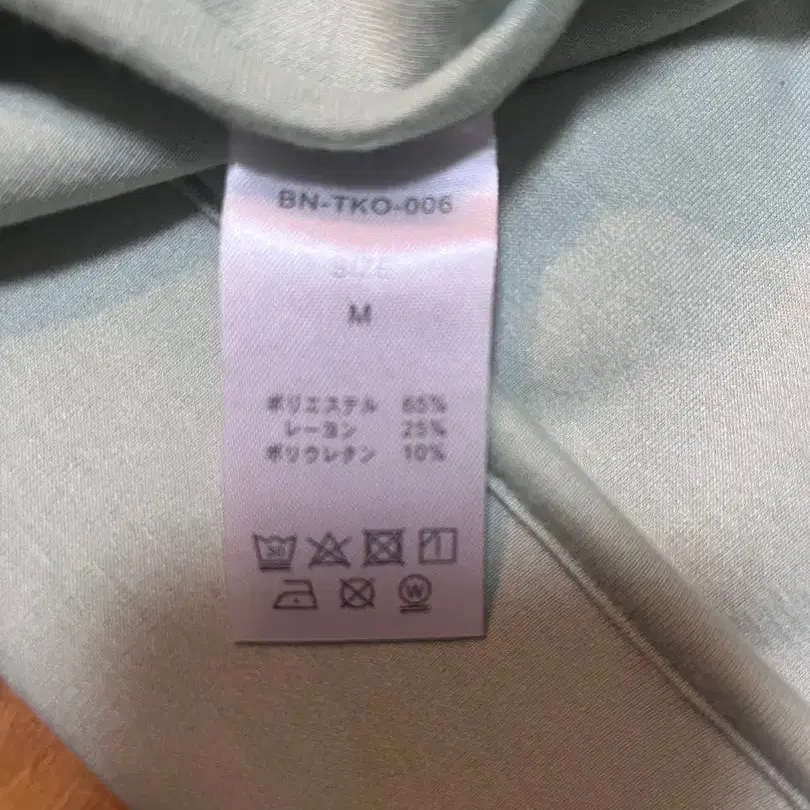 BN-TKO-006
SIZE
M
ポリエステル 65%
レーヨン 25%
ポリウレタン 10%
30
W